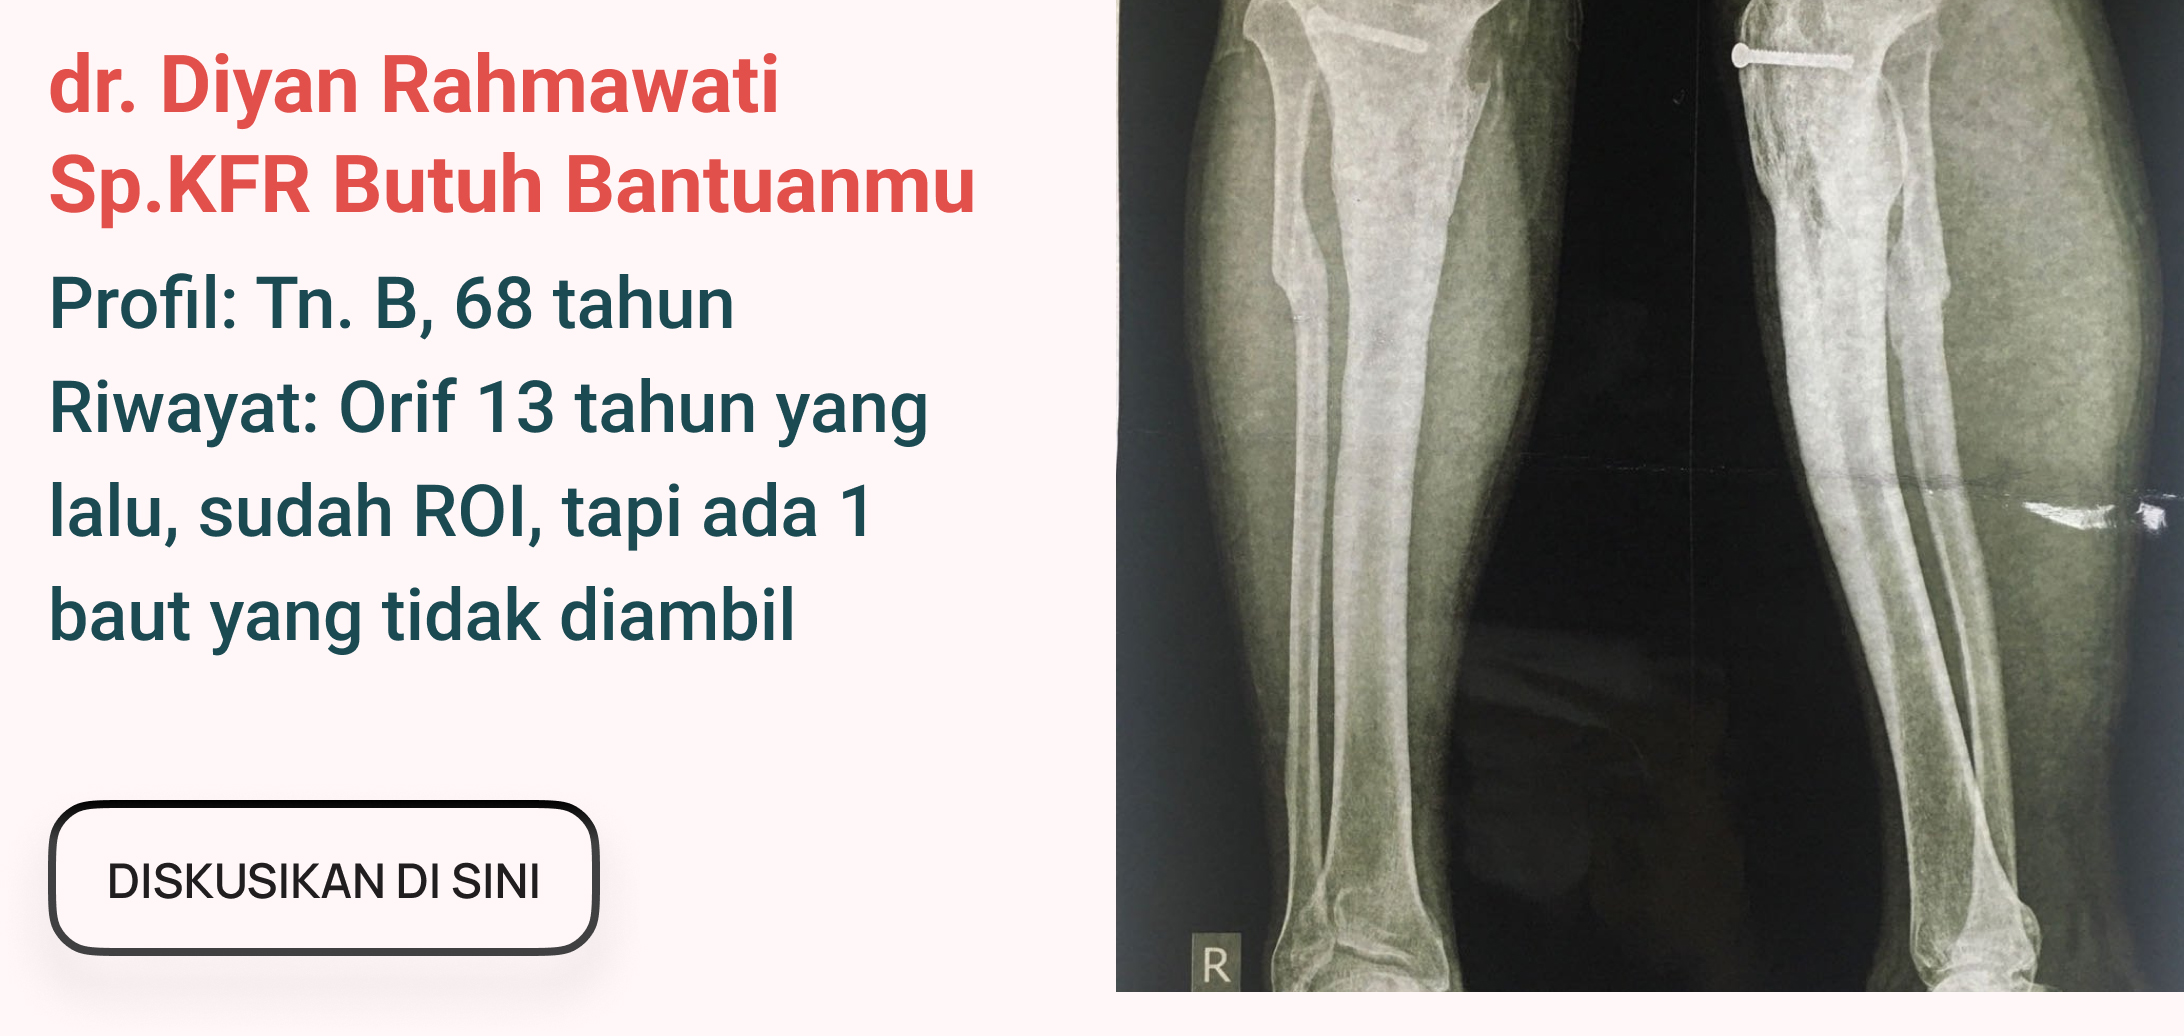 dr. Diyan Rahmawati
Sp.KFR Butuh Bantuanmu
Profil: Tn. B, 68 tahun
Riwayat: Orif 13 tahun yang
lalu, sudah ROI, tapi ada 1
baut yang tidak diambil
DISKUSIKAN DI SINI
R